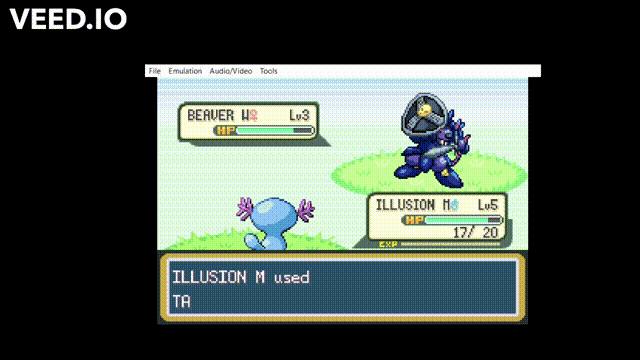 VEED.IO
File Emulation Audio/Video Tools
BEAVER W♀ Lv3
HP
ILLUSION M♂ Lv5
HP
17/ 20
EXP
ILLUSION M used
TA